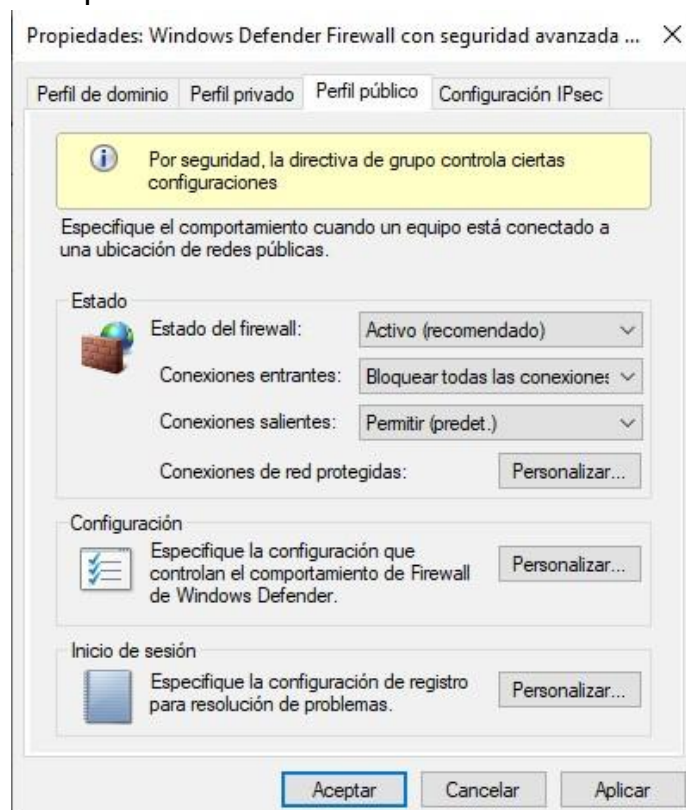 Propiedades: Windows Defender Firewall con seguridad avanzada ...
Perfil de dominio Perfil privado Perfil público Configuración IPsec
Por seguridad, la directiva de grupo controla ciertas
configuraciones
Especifique el comportamiento cuando un equipo está conectado a
una ubicación de redes públicas.
Estado
Estado del firewall: Activo (recomendado)
Conexiones entrantes: Bloquear todas las conexiones
Conexiones salientes: Permitir (predet.)
Conexiones de red protegidas: Personalizar...
Configuración
Especifique la configuración que
controlan el comportamiento de Firewall
de Windows Defender.
Personalizar...
Inicio de sesión
Especifique la configuración de registro
para resolución de problemas.
Personalizar...
Aceptar Cancelar Aplicar